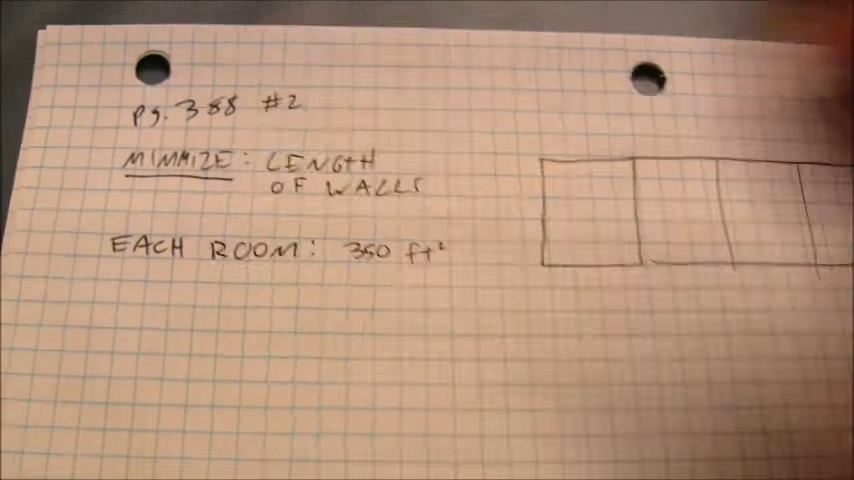 pg. 388 #2
MINIMIZE: LENGTH
OF WALLS
EACH ROOM: 350 ft²